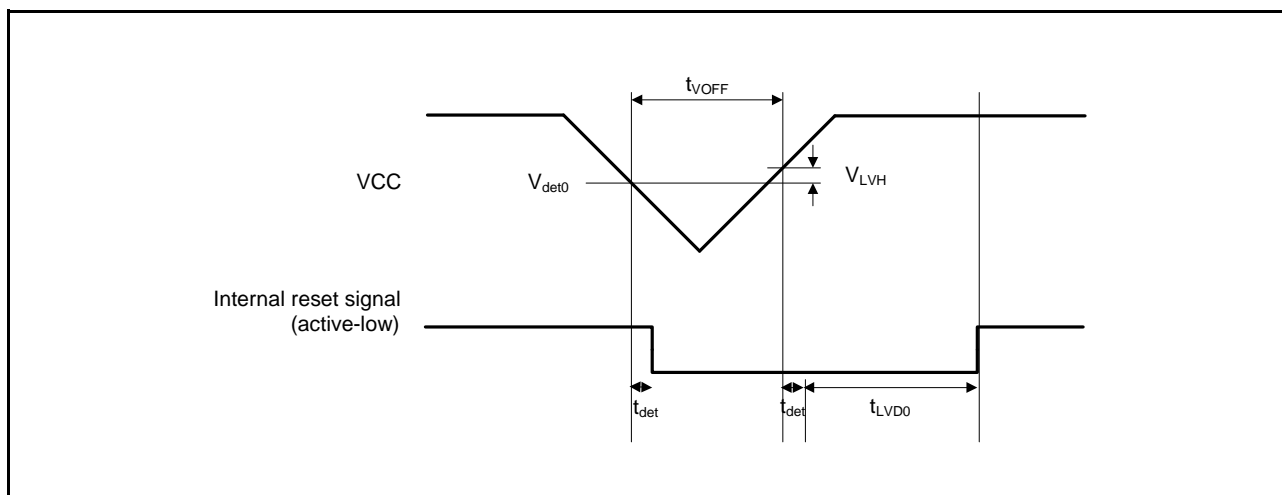 tVOFF
VCC
Vdet0
VLVH
Internal reset signal
(active-low)
tdet
tdet
tLVD0